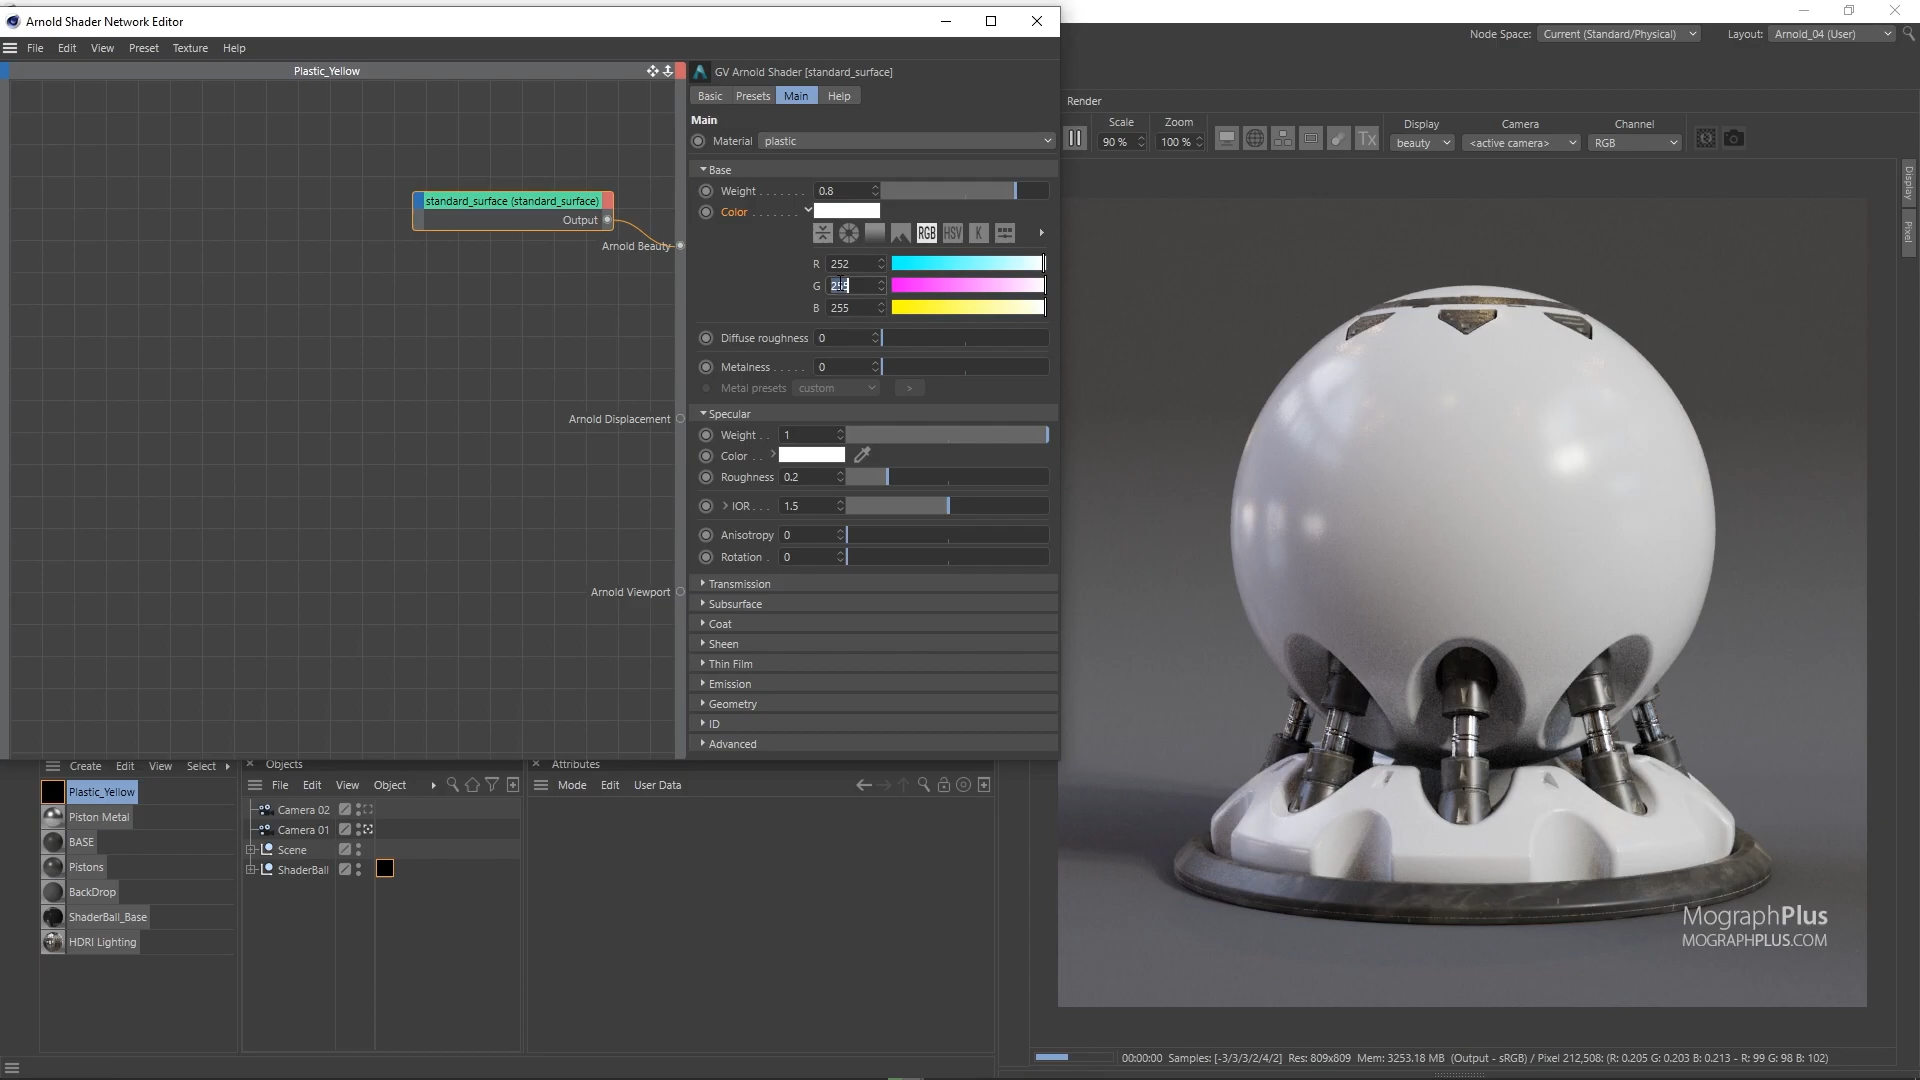 Arnold Shader Network Editor
File Edit View Preset Texture Help
Node Space: Current (Standard/Physical) Layout: Arnold_04 (User)
Plastic_Yellow
GV Arnold Shader [standard_surface]
Basic Presets Main Help
Main
Material plastic
Base
Weight 0.8
Color
RGB HSV K
R 252
G 255
B 255
Diffuse roughness 0
Metalness 0
Metal presets custom >
Specular
Weight 1
Color
Roughness 0.2
IOR 1.5
Anisotropy 0
Rotation 0
Transmission
Subsurface
Coat
Sheen
Thin Film
Emission
Geometry
ID
Advanced
standard_surface (standard_surface)
Output
Arnold Beauty
Arnold Displacement
Arnold Viewport
Render
Scale Zoom Display Camera Channel
90 % 100 % Tx beauty <active camera> RGB
Display
Pixel
MographPlus
MOGRAPHPLUS.COM
Create Edit View Select
Plastic_Yellow
Piston Metal
BASE
Pistons
BackDrop
ShaderBall_Base
HDRI Lighting
Objects
File Edit View Object
Camera 02
Camera 01
Scene
ShaderBall
Attributes
Mode Edit User Data
00:00:00 Samples: [-3/3/3/2/4/2] Res: 809x809 Mem: 3253.18 MB (Output - sRGB) / Pixel 212,508: (R: 0.205 G: 0.203 B: 0.213 - R: 99 G: 98 B: 102)